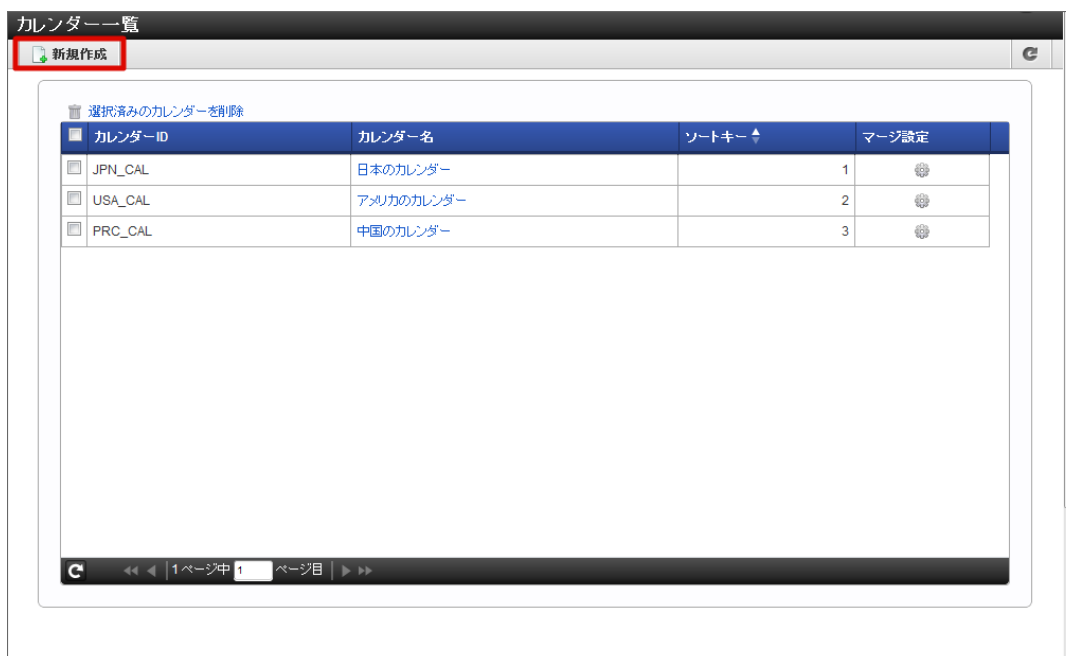 カレンダー一覧
新規作成
選択済みのカレンダーを削除
カレンダーID カレンダー名 ソートキー マージ設定
JPN_CAL 日本のカレンダー 1
USA_CAL アメリカのカレンダー 2
PRC_CAL 中国のカレンダー 3
1 ページ中 1 ページ目